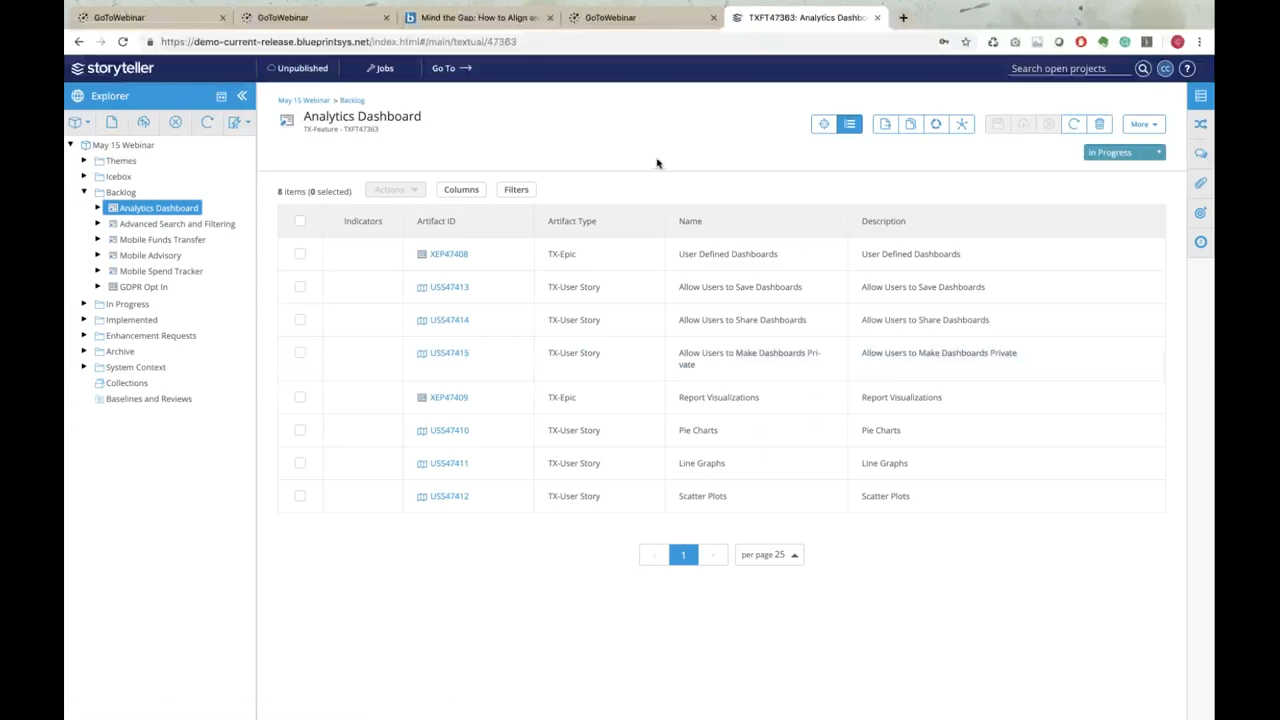 GoToWebinar
GoToWebinar
Mind the Gap: How to Align an
GoToWebinar
TXFT47363: Analytics Dashbo
https://demo-current-release.blueprintsys.net/index.html#/main/textual/47363
storyteller
Unpublished
Jobs
Go To
Search open projects
CC
?
Explorer
May 15 Webinar
Themes
Icebox
Backlog
Analytics Dashboard
Advanced Search and Filtering
Mobile Funds Transfer
Mobile Advisory
Mobile Spend Tracker
GDPR Opt In
In Progress
Implemented
Enhancement Requests
Archive
System Context
Collections
Baselines and Reviews
May 15 Webinar > Backlog
Analytics Dashboard
TX-Feature - TXFT47363
More
In Progress
8 items (0 selected)
Actions
Columns
Filters
Indicators Artifact ID Artifact Type Name Description
XEP47408 TX-Epic User Defined Dashboards User Defined Dashboards
USS47413 TX-User Story Allow Users to Save Dashboards Allow Users to Save Dashboards
USS47414 TX-User Story Allow Users to Share Dashboards Allow Users to Share Dashboards
USS47415 TX-User Story Allow Users to Make Dashboards Pri- Allow Users to Make Dashboards Private
vate
XEP47409 TX-Epic Report Visualizations Report Visualizations
USS47410 TX-User Story Pie Charts Pie Charts
USS47411 TX-User Story Line Graphs Line Graphs
USS47412 TX-User Story Scatter Plots Scatter Plots
1
per page 25